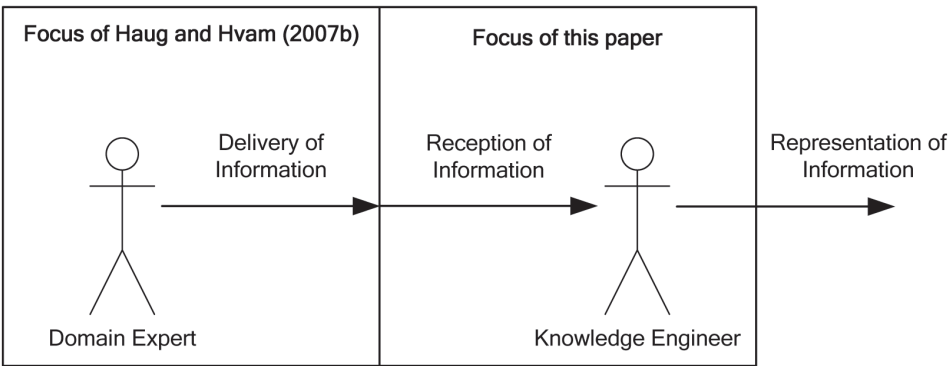 Focus of Haug and Hvam (2007b)
Focus of this paper
Delivery of
Information
Reception of
Information
Representation of
Information
Domain Expert
Knowledge Engineer